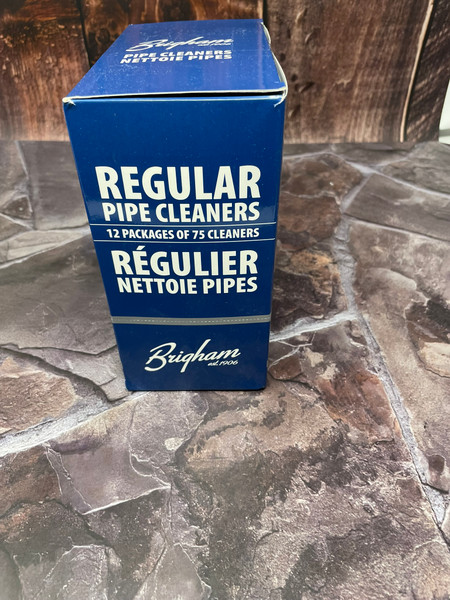 Brigham
PIPE CLEANERS
NETTOIE PIPES
REGULAR
PIPE CLEANERS
12 PACKAGES OF 75 CLEANERS
RÉGULIER
NETTOIE PIPES
Brigham
est. 1906